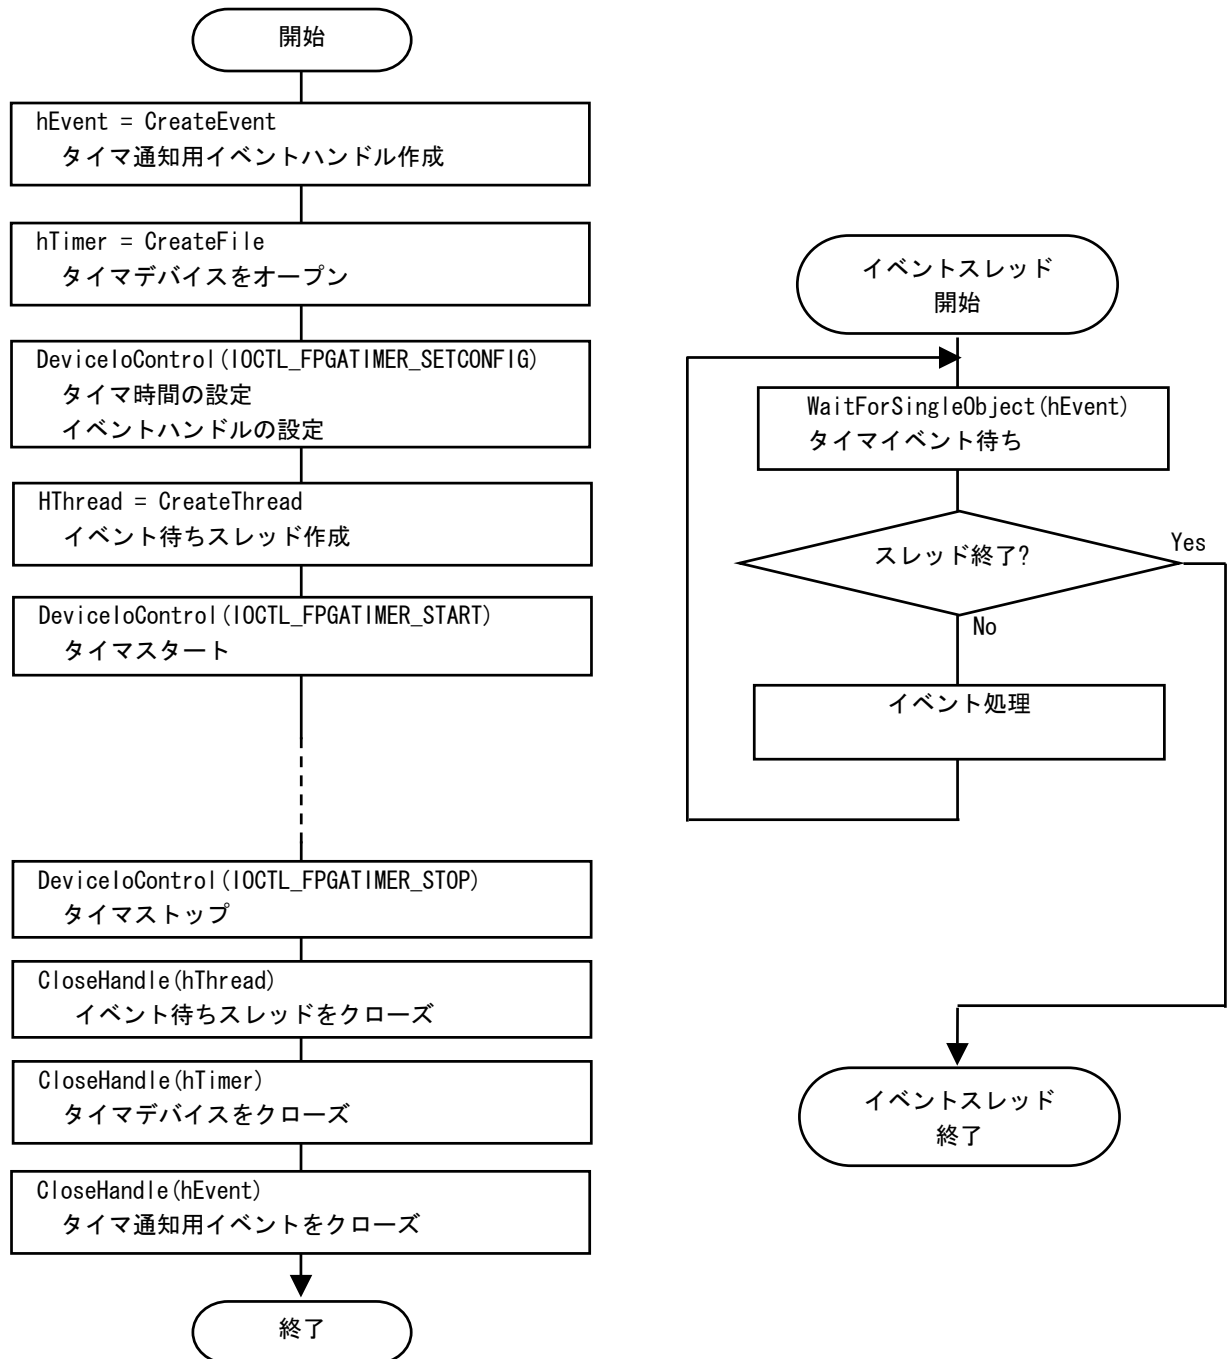 開始
hEvent = CreateEvent
タイマ通知用イベントハンドル作成
hTimer = CreateFile
タイマデバイスをオープン
DeviceIoControl(IOCTL_FPGATIMER_SETCONFIG)
タイマ時間の設定
イベントハンドルの設定
HThread = CreateThread
イベント待ちスレッド作成
DeviceIoControl(IOCTL_FPGATIMER_START)
タイマスタート
DeviceIoControl(IOCTL_FPGATIMER_STOP)
タイマストップ
CloseHandle(hThread)
イベント待ちスレッドをクローズ
CloseHandle(hTimer)
タイマデバイスをクローズ
CloseHandle(hEvent)
タイマ通知用イベントをクローズ
終了
イベントスレッド
開始
WaitForSingleObject(hEvent)
タイマイベント待ち
スレッド終了?
Yes
No
イベント処理
イベントスレッド
終了